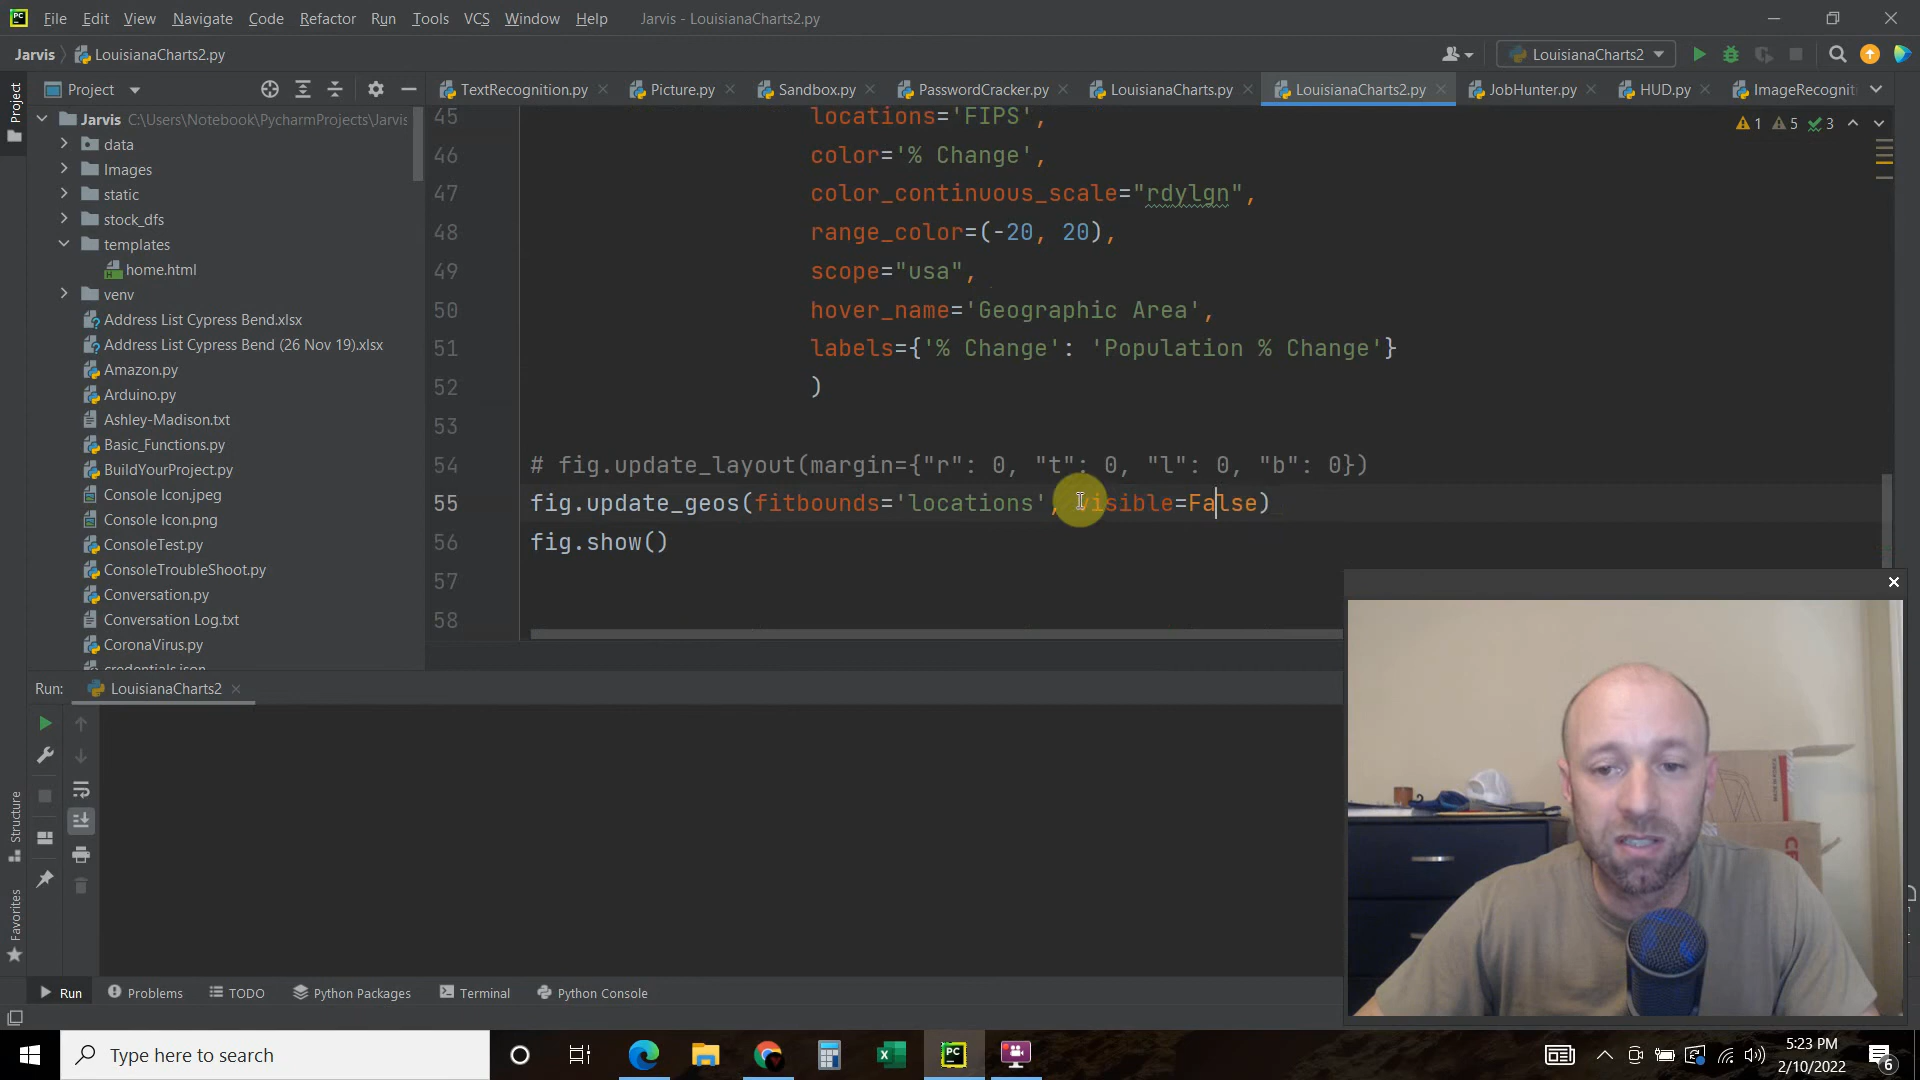 File Edit View Navigate Code Refactor Run Tools VCS Window Help Jarvis - LouisianaCharts2.py
Jarvis LouisianaCharts2.py LouisianaCharts2
Project TextRecognition.py Picture.py Sandbox.py PasswordCracker.py LouisianaCharts.py LouisianaCharts2.py JobHunter.py HUD.py ImageRecogniti
Project
Jarvis C:\Users\Notebook\PycharmProjects\Jarvis
data
Images
static
stock_dfs
templates
home.html
venv
Address List Cypress Bend.xlsx
Address List Cypress Bend (26 Nov 19).xlsx
Amazon.py
Arduino.py
Ashley-Madison.txt
Basic_Functions.py
BuildYourProject.py
Console Icon.jpeg
Console Icon.png
ConsoleTest.py
ConsoleTroubleShoot.py
Conversation.py
Conversation Log.txt
CoronaVirus.py
credentials.json
1 5 3
45 locations='FIPS',
46 color='% Change',
47 color_continuous_scale="rdylgn",
48 range_color=(-20, 20),
49 scope="usa",
50 hover_name='Geographic Area',
51 labels={'% Change': 'Population % Change'}
52 )
53
54 # fig.update_layout(margin={"r": 0, "t": 0, "l": 0, "b": 0})
55 fig.update_geos(fitbounds='locations', visible=False)
56 fig.show()
57
58
Run: LouisianaCharts2
Structure
Favorites
Run Problems TODO Python Packages Terminal Python Console
Type here to search
5:23 PM
2/10/2022
6